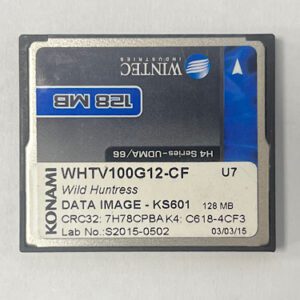 WINTEC
INDUSTRIES
128 MB
H4 Series-UDMA/66
KONAMI
WHTV100G12-CF U7
Wild Huntress
DATA IMAGE - KS601 128 MB
CRC32: 7H78CPBA K4: C618-4CF3
Lab No.:S2015-0502 03/03/15